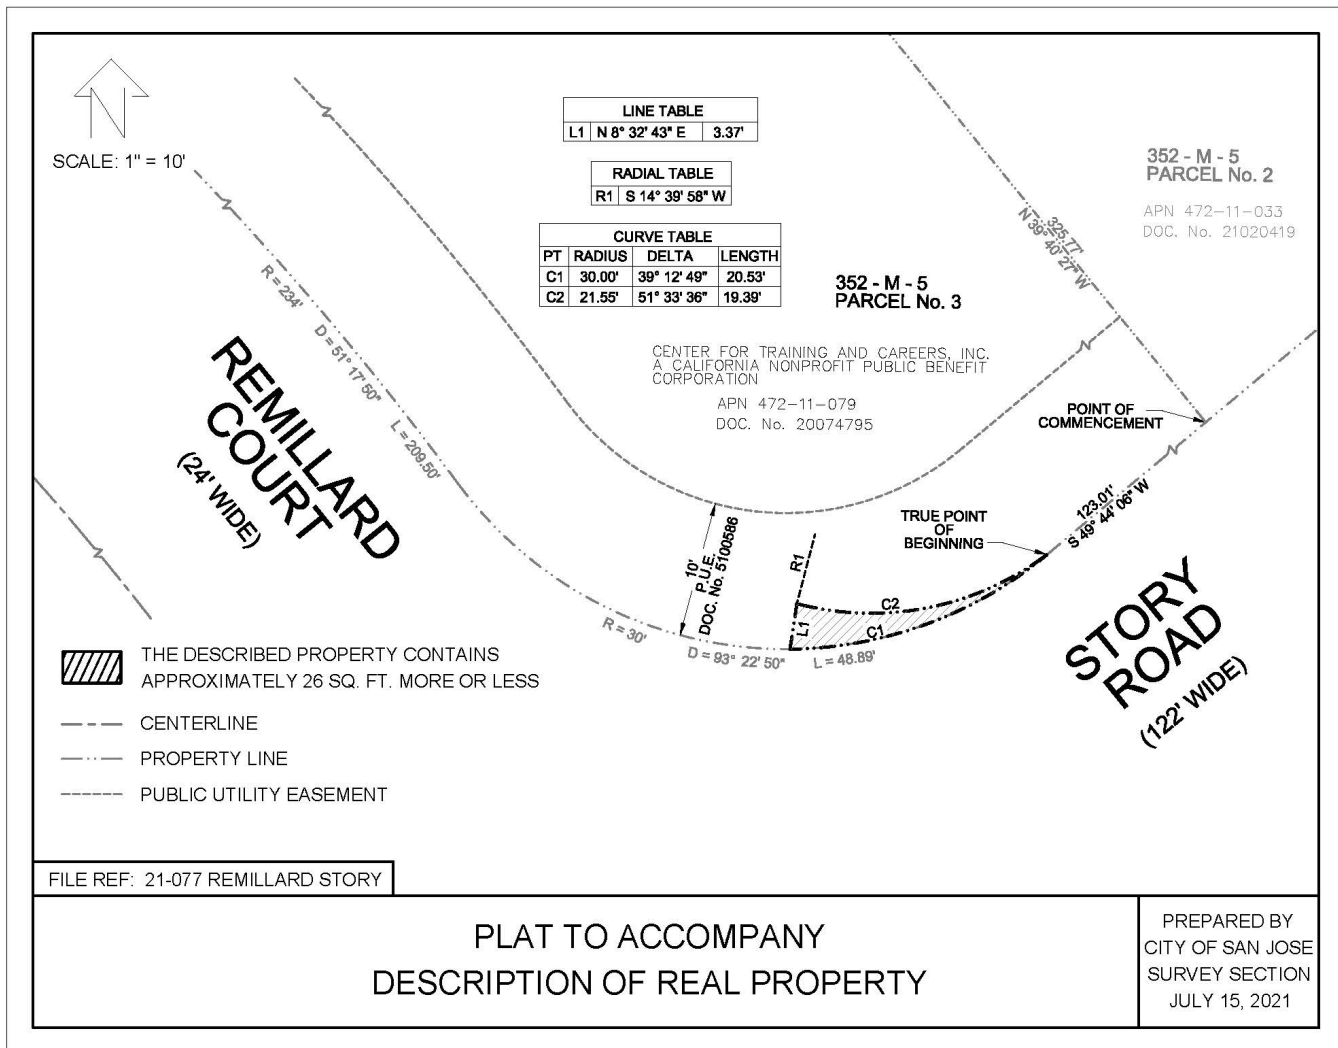 N
SCALE: 1" = 10'
LINE TABLE
L1 N 8° 32' 43" E 3.37'
RADIAL TABLE
R1 S 14° 39' 58" W
CURVE TABLE
PT RADIUS DELTA LENGTH
C1 30.00' 39° 12' 49" 20.53'
C2 21.55' 51° 33' 36" 19.39'
352 - M - 5
PARCEL No. 2
APN 472-11-033
DOC. No. 21020419
325.77'
N 39° 40' 27" W
352 - M - 5
PARCEL No. 3
CENTER FOR TRAINING AND CAREERS, INC.
A CALIFORNIA NONPROFIT PUBLIC BENEFIT
CORPORATION
APN 472-11-079
DOC. No. 20074795
R = 234'
D = 51° 17' 50"
L = 209.50'
REMILLARD
COURT
(24' WIDE)
POINT OF
COMMENCEMENT
123.01'
S 49° 44' 06" W
TRUE POINT
OF
BEGINNING
10'
P.U.E.
DOC. No. 5100586
R1
L1
C2
C1
R = 30'
D = 93° 22' 50"
L = 48.89'
STORY
ROAD
(122' WIDE)
THE DESCRIBED PROPERTY CONTAINS
APPROXIMATELY 26 SQ. FT. MORE OR LESS
CENTERLINE
PROPERTY LINE
PUBLIC UTILITY EASEMENT
FILE REF: 21-077 REMILLARD STORY
PLAT TO ACCOMPANY
DESCRIPTION OF REAL PROPERTY
PREPARED BY
CITY OF SAN JOSE
SURVEY SECTION
JULY 15, 2021